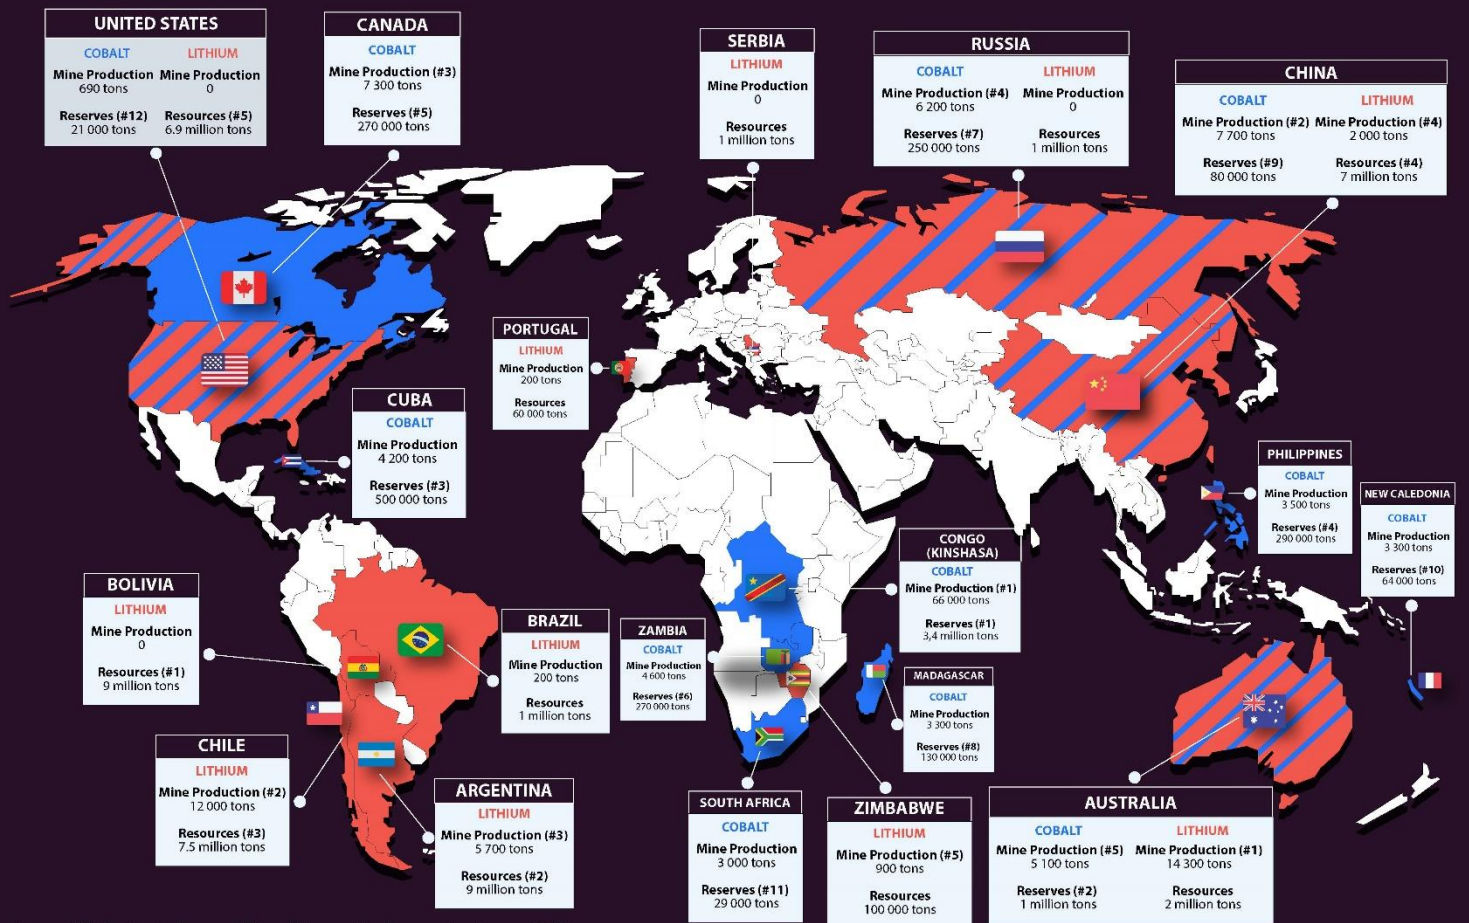 UNITED STATES
COBALT LITHIUM
Mine Production Mine Production
690 tons 0
Reserves (#12) Resources (#5)
21 000 tons 6.9 million tons
CANADA
COBALT
Mine Production (#3)
7 300 tons
Reserves (#5)
270 000 tons
SERBIA
LITHIUM
Mine Production
0
Resources
1 million tons
RUSSIA
COBALT LITHIUM
Mine Production (#4) Mine Production
6 200 tons 0
Reserves (#7) Resources
250 000 tons 1 million tons
CHINA
COBALT LITHIUM
Mine Production (#2) Mine Production (#4)
7 700 tons 2 000 tons
Reserves (#9) Resources (#4)
80 000 tons 7 million tons
PORTUGAL
LITHIUM
Mine Production
200 tons
Resources
60 000 tons
CUBA
COBALT
Mine Production
4 200 tons
Reserves (#3)
500 000 tons
PHILIPPINES
COBALT
Mine Production
3 500 tons
Reserves (#4)
290 000 tons
NEW CALEDONIA
COBALT
Mine Production
3 300 tons
Reserves (#10)
64 000 tons
CONGO
(KINSHASA)
COBALT
Mine Production (#1)
66 000 tons
Reserves (#1)
3,4 million tons
BOLIVIA
LITHIUM
Mine Production
0
Resources (#1)
9 million tons
BRAZIL
LITHIUM
Mine Production
200 tons
Resources
1 million tons
ZAMBIA
COBALT
Mine Production
4 600 tons
Reserves (#6)
270 000 tons
MADAGASCAR
COBALT
Mine Production
3 300 tons
Reserves (#8)
130 000 tons
CHILE
LITHIUM
Mine Production (#2)
12 000 tons
Resources (#3)
7.5 million tons
ARGENTINA
LITHIUM
Mine Production (#3)
5 700 tons
Resources (#2)
9 million tons
SOUTH AFRICA
COBALT
Mine Production
3 000 tons
Reserves (#11)
29 000 tons
ZIMBABWE
LITHIUM
Mine Production (#5)
900 tons
Resources
100 000 tons
AUSTRALIA
COBALT LITHIUM
Mine Production (#5) Mine Production (#1)
5 100 tons 14 300 tons
Reserves (#2) Resources
1 million tons 2 million tons